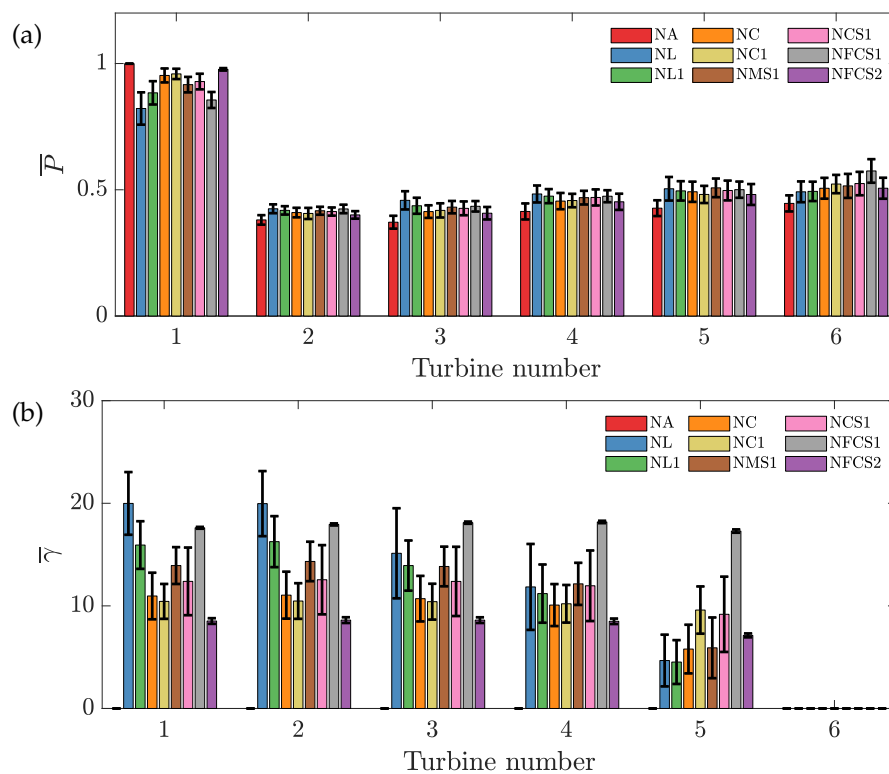 (a)
NA NC NCS1
NL NC1 NFCS1
NL1 NMS1 NFCS2
1
0.5
0
P̅
1 2 3 4 5 6
Turbine number
(b)
NA NC NCS1
NL NC1 NFCS1
NL1 NMS1 NFCS2
30
20
10
0
γ̅
1 2 3 4 5 6
Turbine number